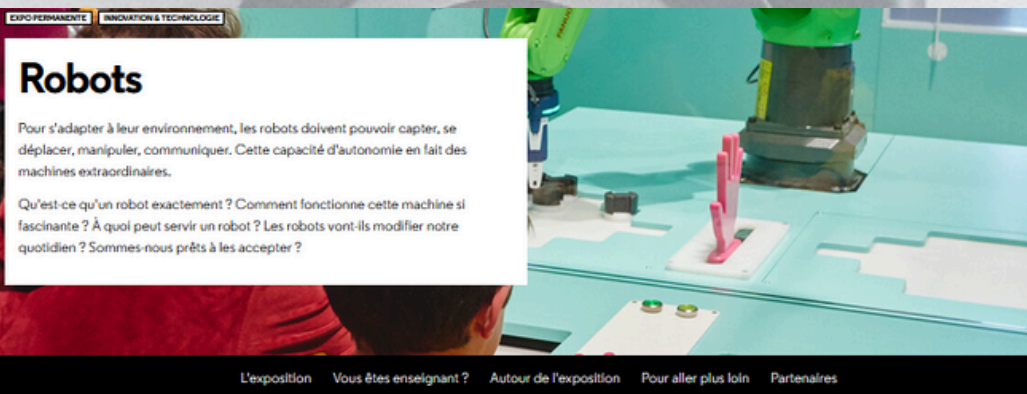 EXPO PERMANENTE INNOVATION & TECHNOLOGIE
FANUC
Robots
Pour s'adapter à leur environnement, les robots doivent pouvoir capter, se
déplacer, manipuler, communiquer. Cette capacité d'autonomie en fait des
machines extraordinaires.
Qu'est-ce qu'un robot exactement ? Comment fonctionne cette machine si
fascinante ? À quoi peut servir un robot ? Les robots vont-ils modifier notre
quotidien ? Sommes-nous prêts à les accepter ?
L'exposition Vous êtes enseignant ? Autour de l'exposition Pour aller plus loin Partenaires